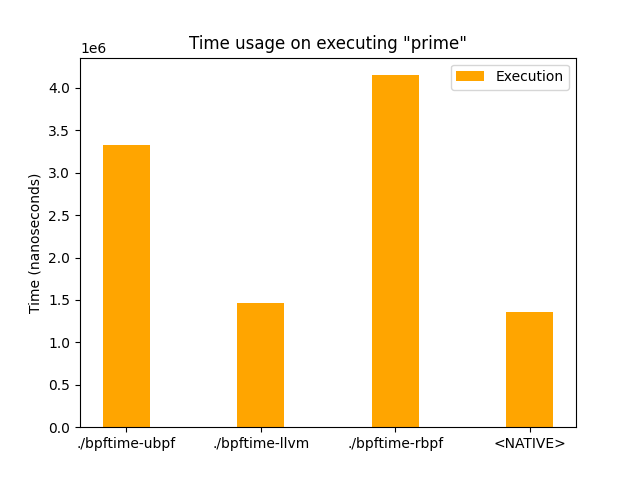 Time usage on executing "prime"
1e6
Execution
4.0
3.5
3.0
2.5
2.0
1.5
1.0
0.5
0.0
Time (nanoseconds)
./bpftime-ubpf ./bpftime-llvm ./bpftime-rbpf <NATIVE>